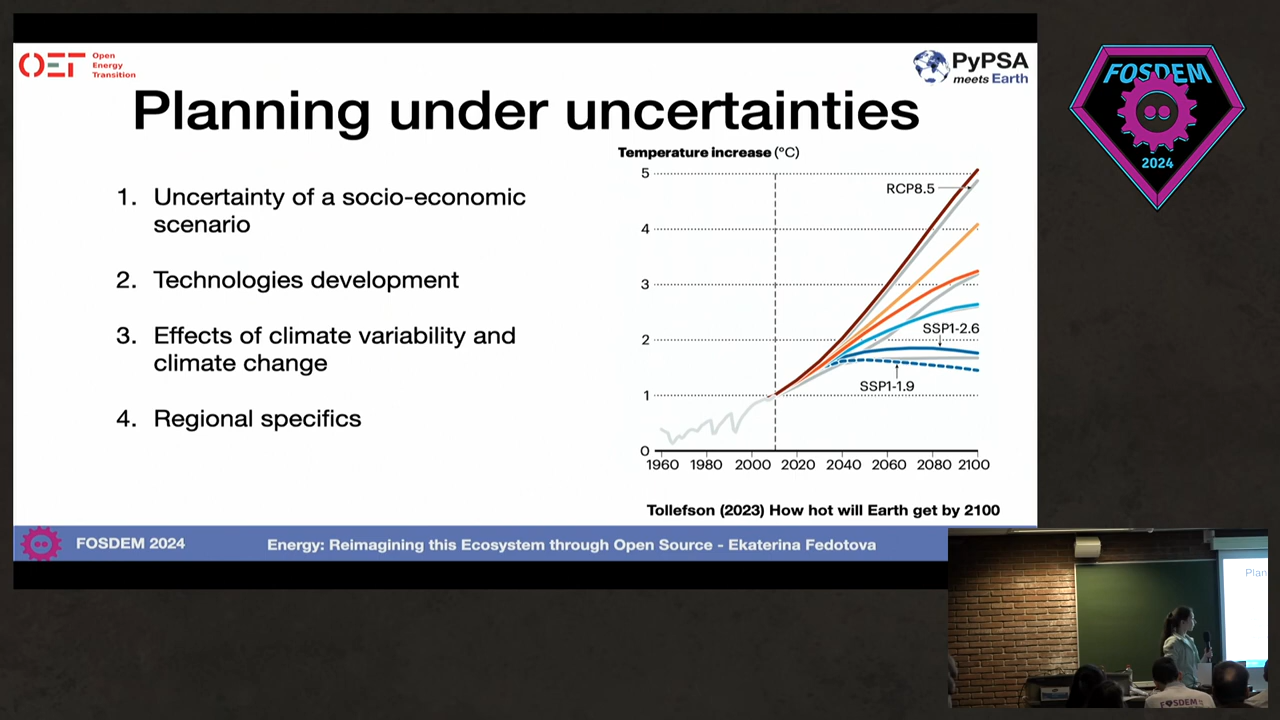 OET Open
Energy
Transition
PyPSA
meets Earth
Planning under uncertainties
1. Uncertainty of a socio-economic
scenario
2. Technologies development
3. Effects of climate variability and
climate change
4. Regional specifics
Temperature increase (°C)
5
RCP8.5
4
3
SSP1-2.6
2
SSP1-1.9
1
0
1960 1980 2000 2020 2040 2060 2080 2100
Tollefson (2023) How hot will Earth get by 2100
FOSDEM 2024
Energy: Reimagining this Ecosystem through Open Source - Ekaterina Fedotova
FOSDEM
2024
Plan
FOSDEM